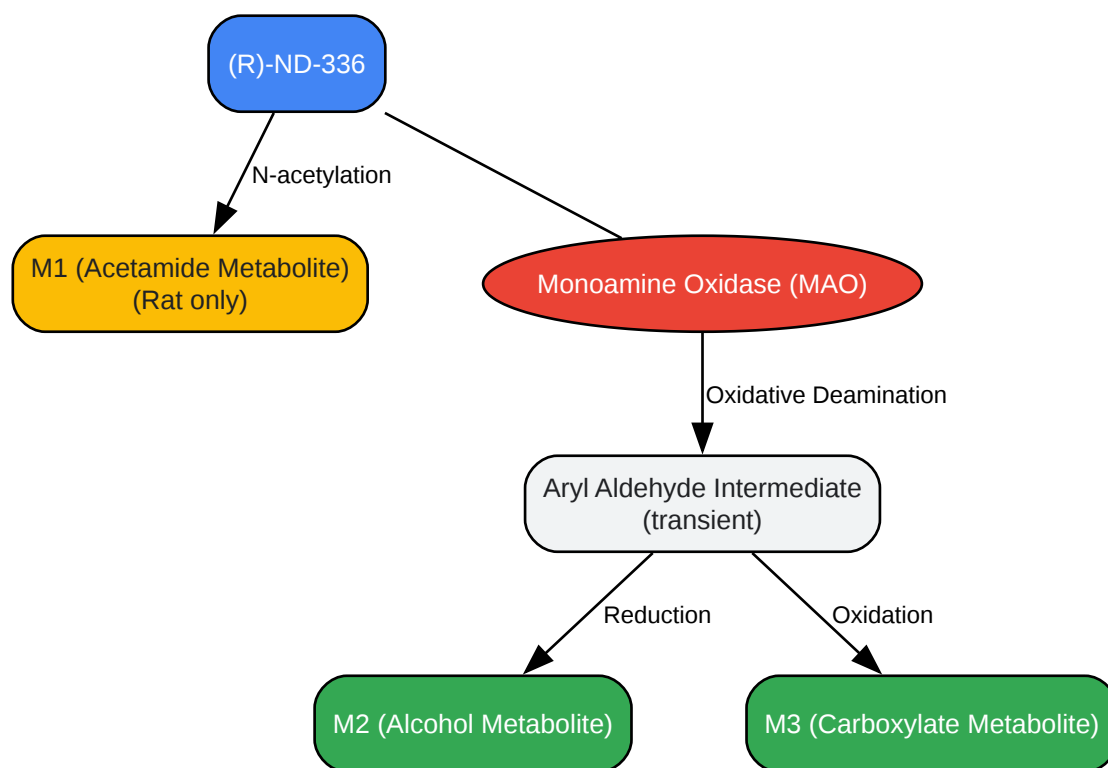 (R)-ND-336
N-acetylation
M1 (Acetamide Metabolite)
(Rat only)
Monoamine Oxidase (MAO)
Oxidative Deamination
Aryl Aldehyde Intermediate
(transient)
Reduction
Oxidation
M2 (Alcohol Metabolite)
M3 (Carboxylate Metabolite)